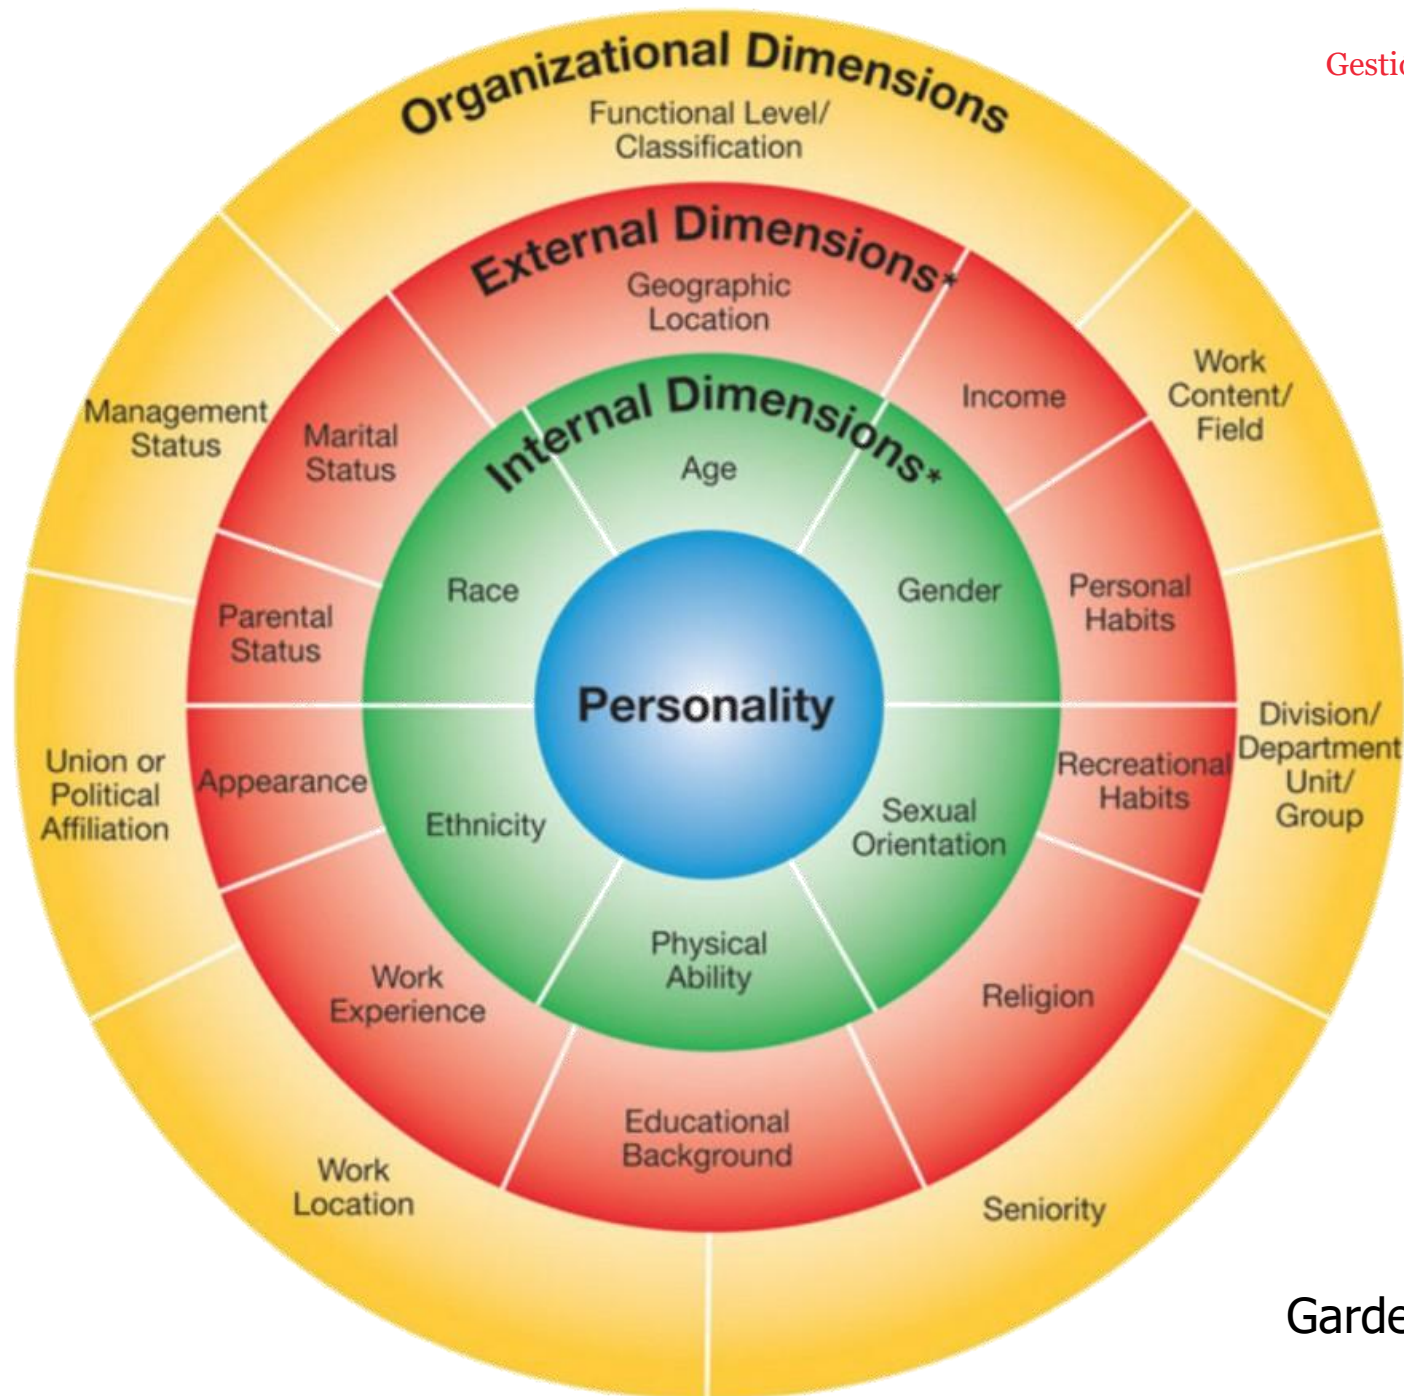 Organizational Dimensions
Functional Level/
Classification
External Dimensions*
Geographic
Location
Internal Dimensions*
Age
Income
Work
Content/
Field
Management
Status
Marital
Status
Race
Gender
Personal
Habits
Parental
Status
Personality
Division/
Department
Unit/
Group
Union or
Political
Affiliation
Appearance
Ethnicity
Sexual
Orientation
Recreational
Habits
Physical
Ability
Work
Experience
Religion
Educational
Background
Work
Location
Seniority